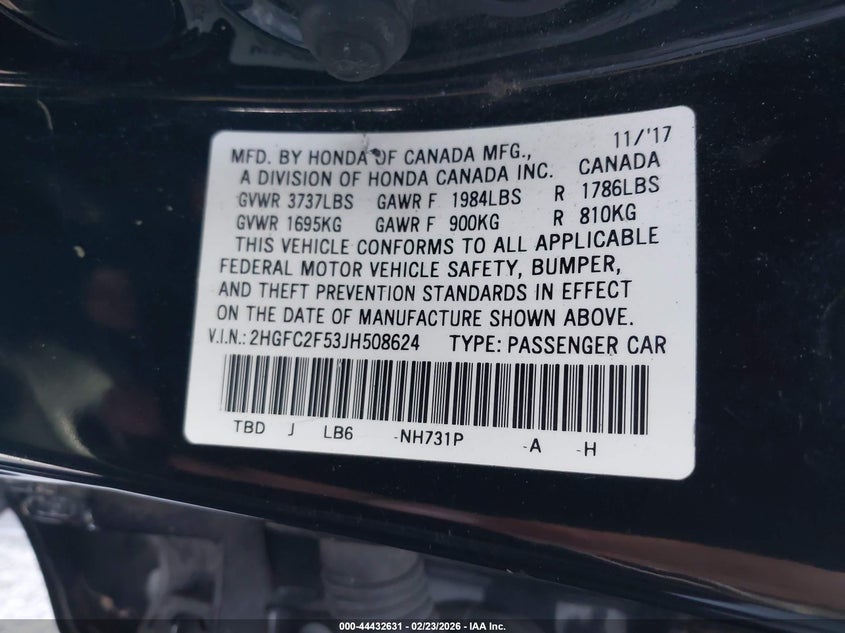 11/'17
MFD. BY HONDA OF CANADA MFG.,
A DIVISION OF HONDA CANADA INC. CANADA
GVWR 3737LBS GAWR F 1984LBS R 1786LBS
GVWR 1695KG GAWR F 900KG R 810KG
THIS VEHICLE CONFORMS TO ALL APPLICABLE
FEDERAL MOTOR VEHICLE SAFETY, BUMPER,
AND THEFT PREVENTION STANDARDS IN EFFECT
ON THE DATE OF MANUFACTURE SHOWN ABOVE.
V.I.N.: 2HGFC2F53JH508624 TYPE: PASSENGER CAR
TBD J LB6 -NH731P -A -H
000-44432631 - 02/23/2026 - IAA Inc.